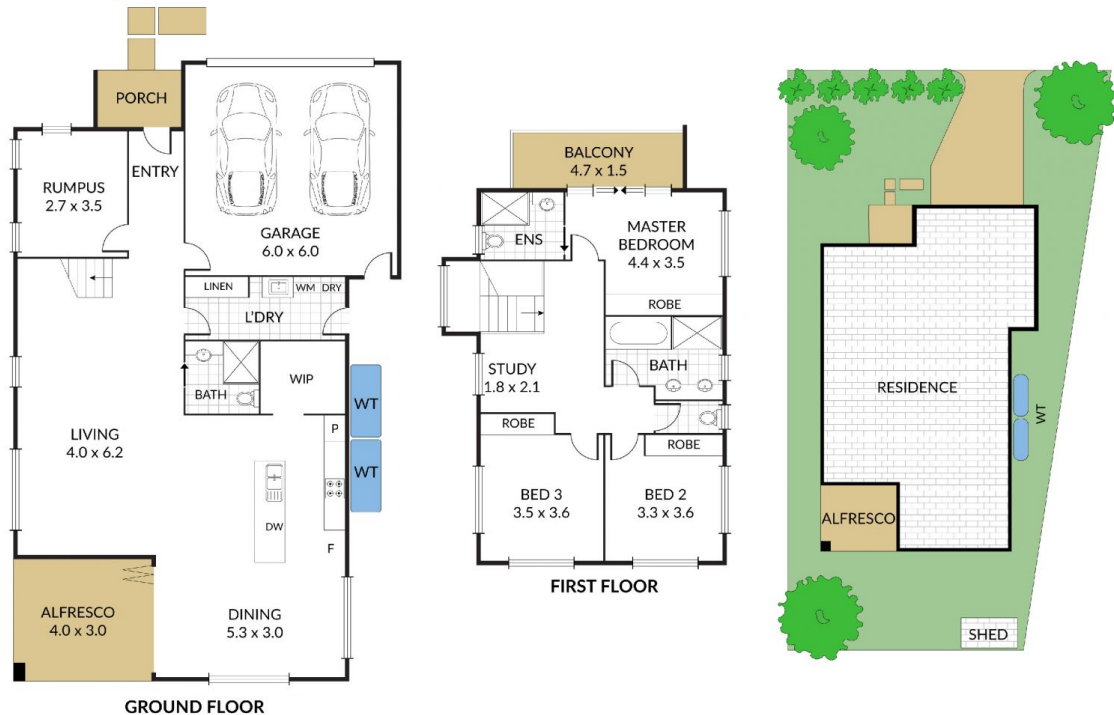 PORCH
ENTRY
RUMPUS
2.7 x 3.5
GARAGE
6.0 x 6.0
LINEN
WM DRY
L'DRY
BATH
WIP
WT
WT
LIVING
4.0 x 6.2
P
DW
F
ALFRESCO
4.0 x 3.0
DINING
5.3 x 3.0
GROUND FLOOR
BALCONY
4.7 x 1.5
ENS
MASTER
BEDROOM
4.4 x 3.5
ROBE
BATH
STUDY
1.8 x 2.1
ROBE
ROBE
BED 3
3.5 x 3.6
BED 2
3.3 x 3.6
FIRST FLOOR
RESIDENCE
WT
ALFRESCO
SHED